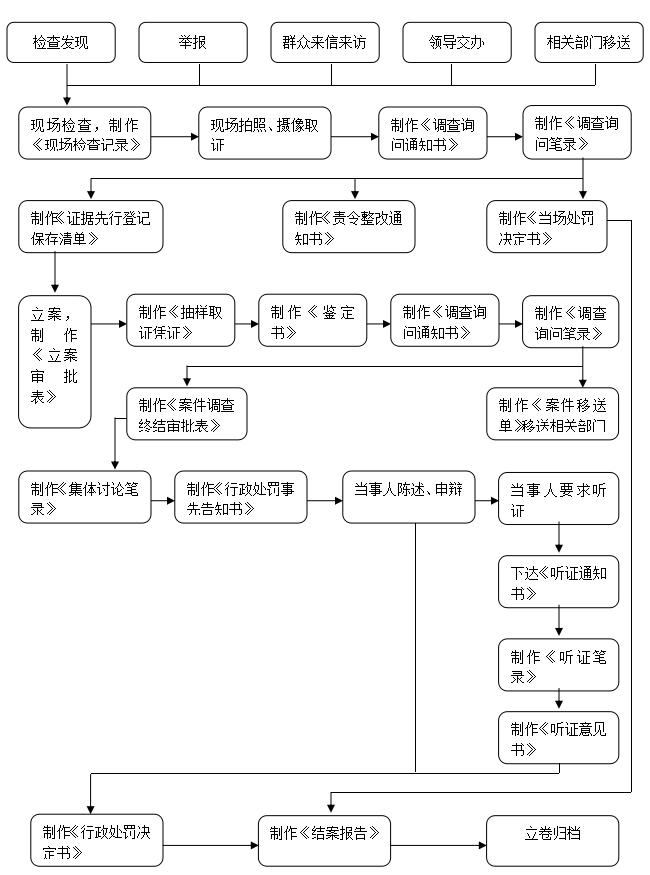 检查发现
举报
群众来信来访
领导交办
相关部门移送
现场检查，制作
《现场检查记录》
现场拍照、摄像取
证
制作《调查询
问通知书》
制作《调查询
问笔录》
制作《证据先行登记
保存清单》
制作《责令整改通
知书》
制作《当场处罚
决定书》
立案，
制 作
《立案
审 批
表》
制作《抽样取
证凭证》
制作《鉴定
书》
制作《调查询
问通知书》
制作《调查
询问笔录》
制作《案件调查
终结审批表》
制作《案件移送
单》移送相关部门
制作《集体讨论笔
录》
制作《行政处罚事
先告知书》
当事人陈述、申辩
当事人要求听
证
下达《听证通知
书》
制作《听证笔
录》
制作《听证意见
书》
制作《行政处罚决
定书》
制作《结案报告》
立卷归档